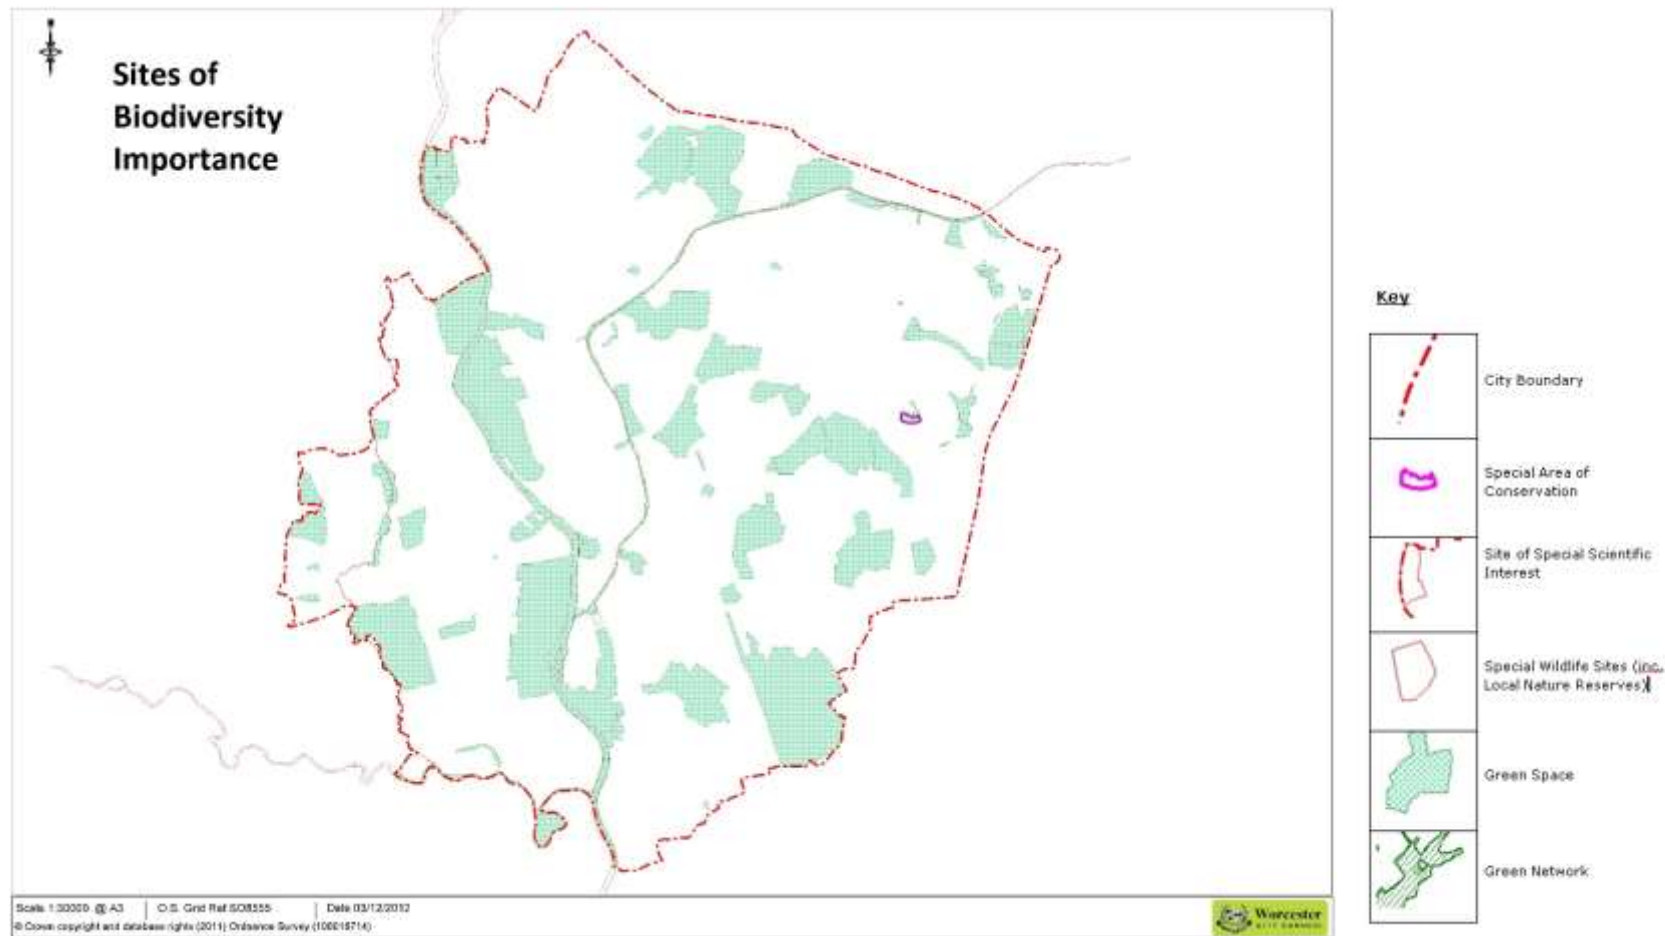 Sites of
Biodiversity
Importance
Key
City Boundary
Special Area of
Conservation
Site of Special Scientific
Interest
Special Wildlife Sites (inc.
Local Nature Reserves)
Green Space
Green Network
Scale 1:30000 @ A3 O.S. Grid Ref SO8555 Date 03/12/2012
© Crown copyright and database rights (2011) Ordnance Survey (100018714)
Worcester
CITY COUNCIL